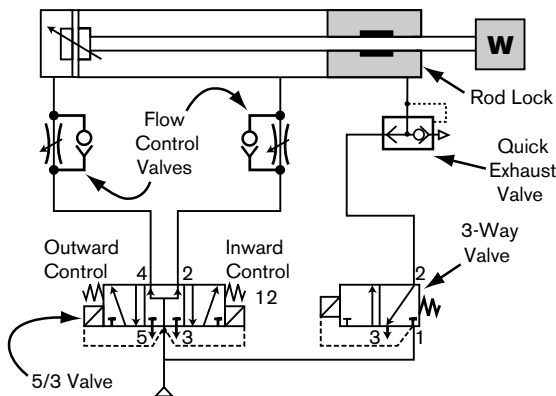 W
Rod Lock
Flow
Control
Valves
Quick
Exhaust
Valve
3-Way
Valve
Outward
Control
4
2
Inward
Control
12
2
5
3
3
1
5/3 Valve